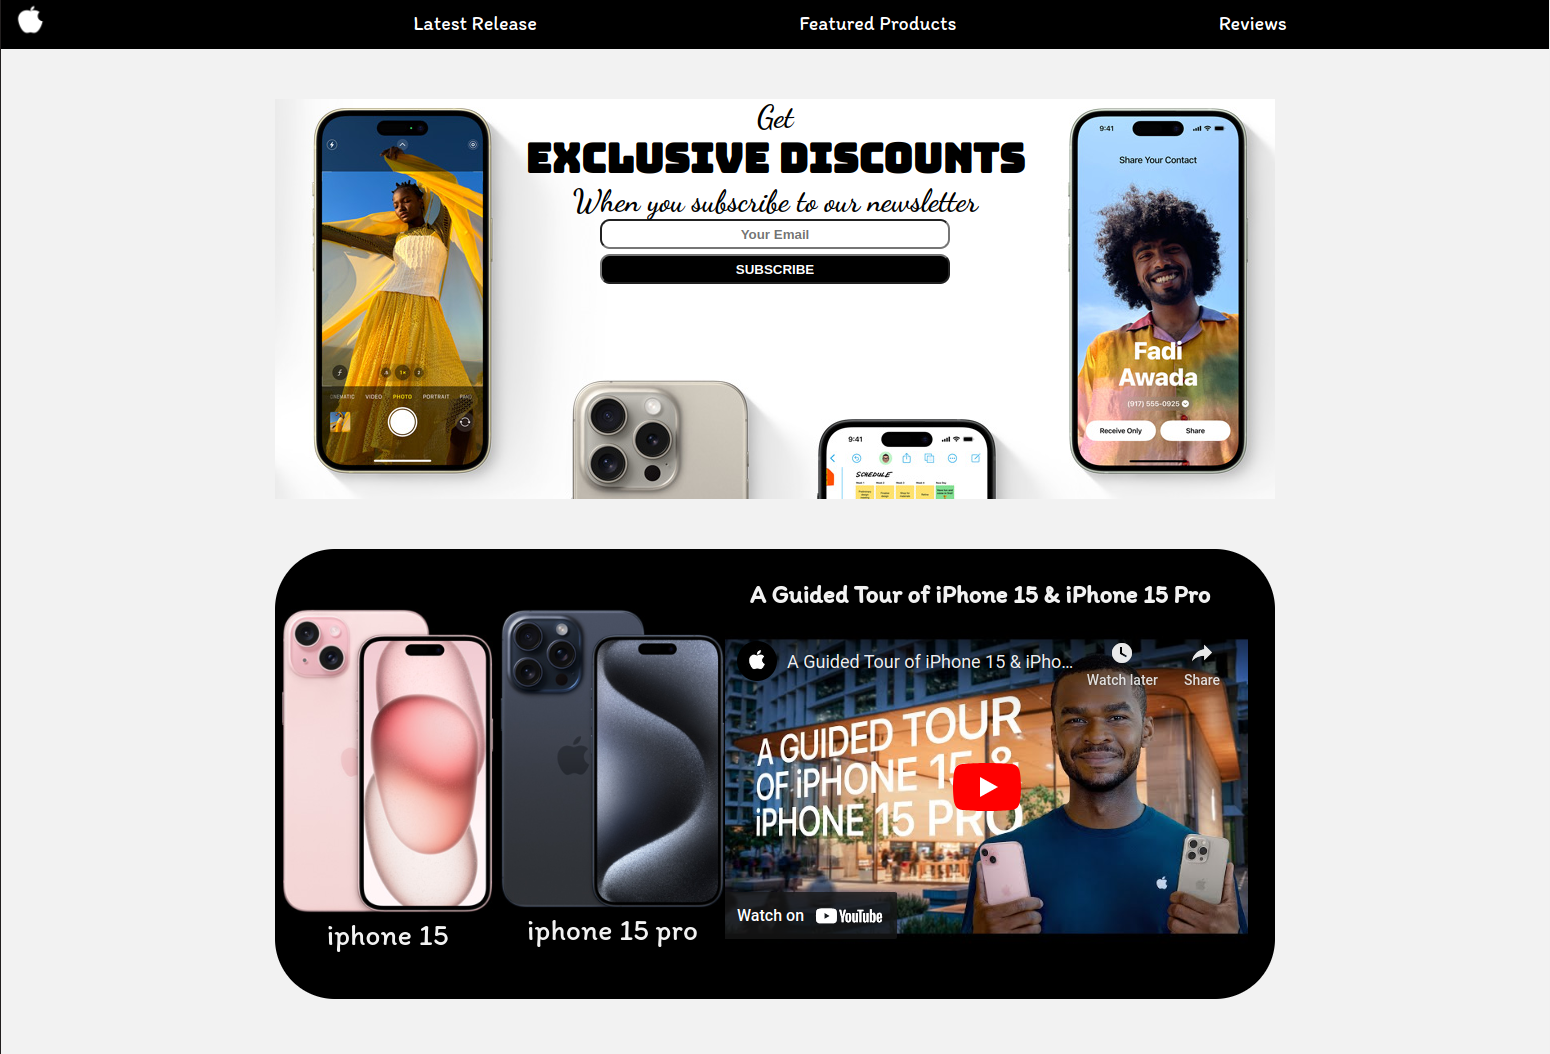 Latest Release Featured Products Reviews
Get
EXCLUSIVE DISCOUNTS
When you subscribe to our newsletter
Your Email
SUBSCRIBE
VIDEO PHOTO PORTRAIT
9:41
Share Your Contact
Fadi
Awada
(917) 555-0925
Receive Only Share
9:41
SCHEDULE
A Guided Tour of iPhone 15 & iPhone 15 Pro
A Guided Tour of iPhone 15 & iPho...
Watch later Share
A GUIDED TOUR
OF iPHONE 15 &
iPHONE 15 PRO
Watch on YouTube
iphone 15
iphone 15 pro